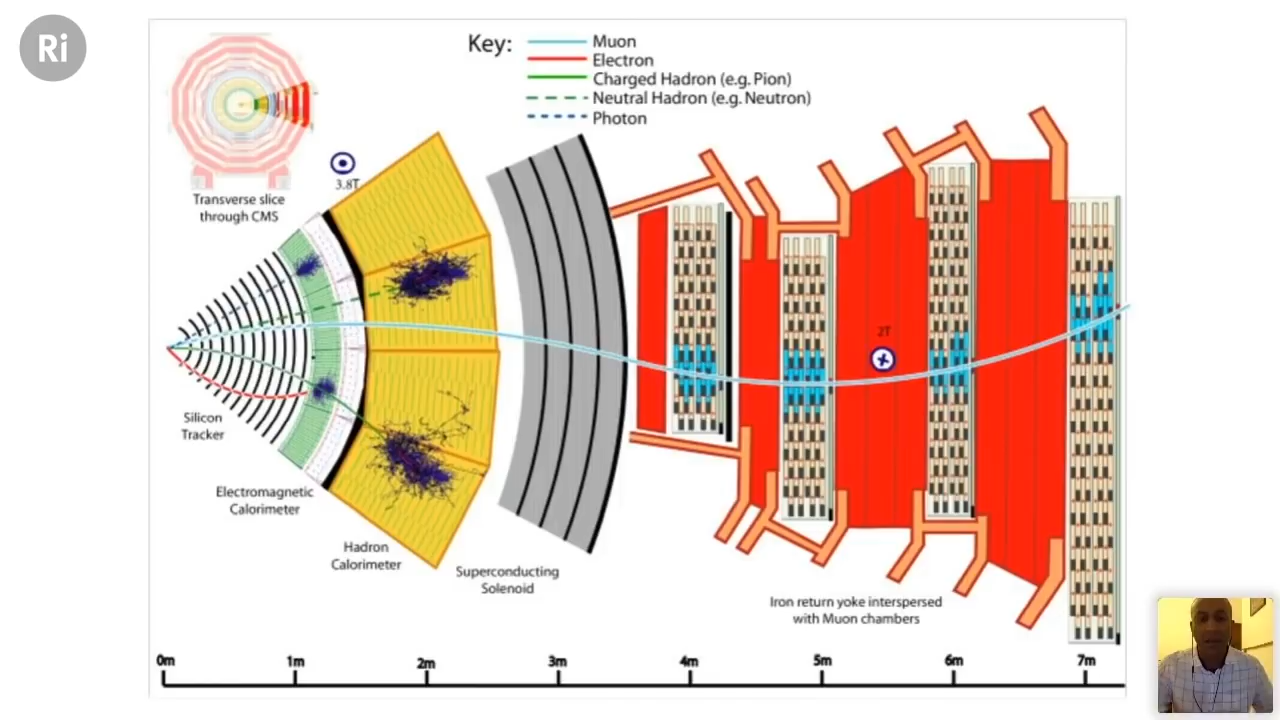 Ri
Key:
Muon
Electron
Charged Hadron (e.g. Pion)
Neutral Hadron (e.g. Neutron)
Photon
3.8T
Transverse slice
through CMS
2T
Silicon
Tracker
Electromagnetic
Calorimeter
Hadron
Calorimeter
Superconducting
Solenoid
Iron return yoke interspersed
with Muon chambers
0m 1m 2m 3m 4m 5m 6m 7m